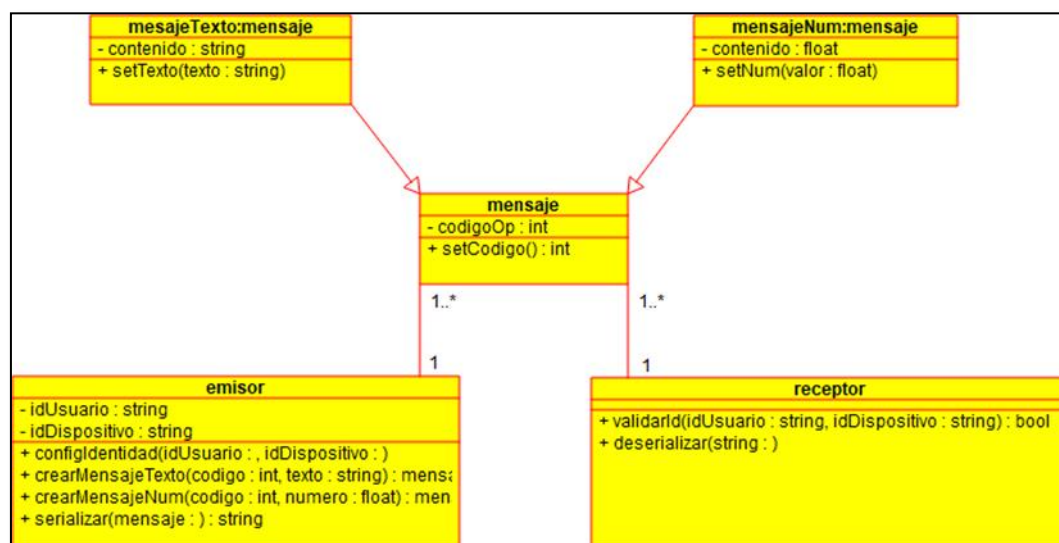 mesajeTexto:mensaje
- contenido : string
+ setTexto(texto : string)
mensajeNum:mensaje
- contenido : float
+ setNum(valor : float)
mensaje
- codigoOp : int
+ setCodigo() : int
1..*
1..*
1
1
emisor
- idUsuario : string
- idDispositivo : string
+ configIdentidad(idUsuario : , idDispositivo : )
+ crearMensajeTexto(codigo : int, texto : string) : mensa
+ crearMensajeNum(codigo : int, numero : float) : men
+ serializar(mensaje : ) : string
receptor
+ validarId(idUsuario : string, idDispositivo : string) : bool
+ deserializar(string : )